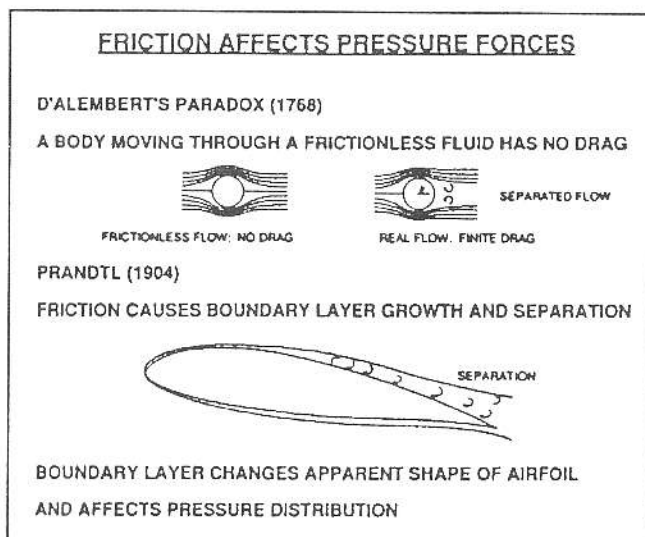 FRICTION AFFECTS PRESSURE FORCES
D'ALEMBERT'S PARADOX (1768)
A BODY MOVING THROUGH A FRICTIONLESS FLUID HAS NO DRAG
SEPARATED FLOW
FRICTIONLESS FLOW: NO DRAG
REAL FLOW. FINITE DRAG
PRANDTL (1904)
FRICTION CAUSES BOUNDARY LAYER GROWTH AND SEPARATION
SEPARATION
BOUNDARY LAYER CHANGES APPARENT SHAPE OF AIRFOIL
AND AFFECTS PRESSURE DISTRIBUTION